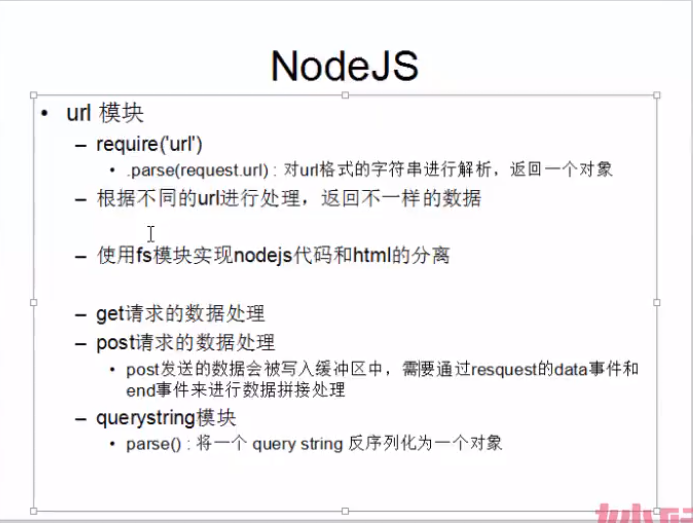 NodeJS
• url 模块
– require('url')
• .parse(request.url) : 对url格式的字符串进行解析，返回一个对象
– 根据不同的url进行处理，返回不一样的数据
– 使用fs模块实现nodejs代码和html的分离
– get请求的数据处理
– post请求的数据处理
• post发送的数据会被写入缓冲区中，需要通过resquest的data事件和
end事件来进行数据拼接处理
– querystring模块
• parse() : 将一个 query string 反序列化为一个对象